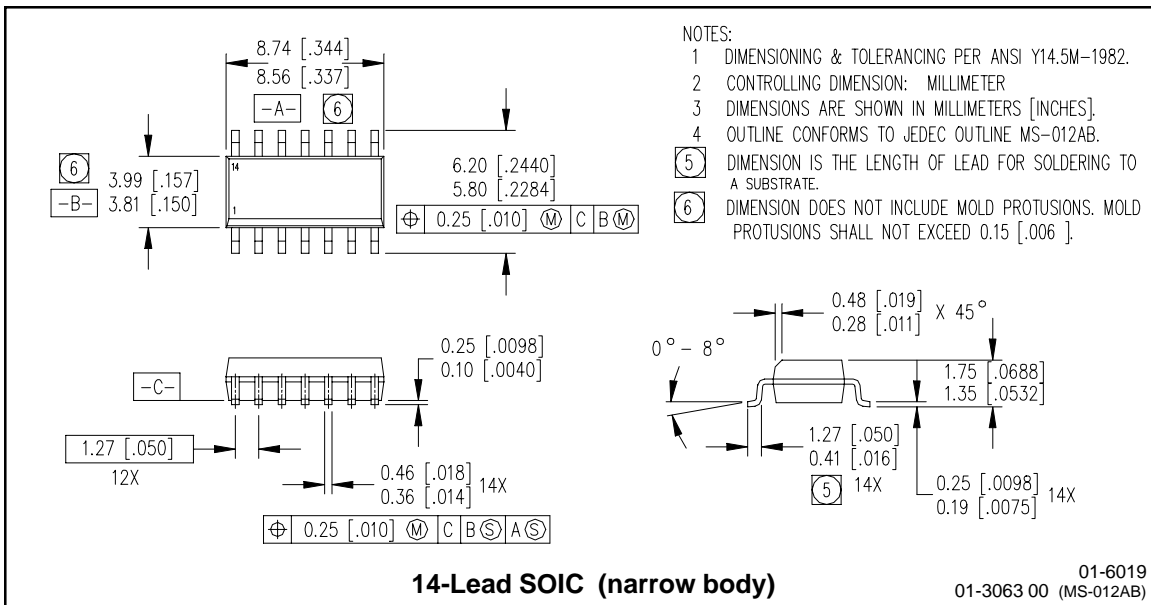 8.74 [.344]
8.56 [.337]
-A- 6
14
1
6
3.99 [.157]
-B- 3.81 [.150]
6.20 [.2440]
5.80 [.2284]
⌖ 0.25 [.010] Ⓜ C B Ⓜ
NOTES:
1 DIMENSIONING & TOLERANCING PER ANSI Y14.5M-1982.
2 CONTROLLING DIMENSION: MILLIMETER
3 DIMENSIONS ARE SHOWN IN MILLIMETERS [INCHES].
4 OUTLINE CONFORMS TO JEDEC OUTLINE MS-012AB.
5 DIMENSION IS THE LENGTH OF LEAD FOR SOLDERING TO
A SUBSTRATE.
6 DIMENSION DOES NOT INCLUDE MOLD PROTUSIONS. MOLD
PROTUSIONS SHALL NOT EXCEED 0.15 [.006 ].
-C-
0.25 [.0098]
0.10 [.0040]
1.27 [.050]
12X
0.46 [.018]
0.36 [.014] 14X
⌖ 0.25 [.010] Ⓜ C B Ⓢ A Ⓢ
0.48 [.019]
0.28 [.011] X 45°
0°-8°
1.75 [.0688]
1.35 [.0532]
1.27 [.050]
0.41 [.016]
5 14X
0.25 [.0098]
0.19 [.0075] 14X
14-Lead SOIC (narrow body)
01-6019
01-3063 00 (MS-012AB)